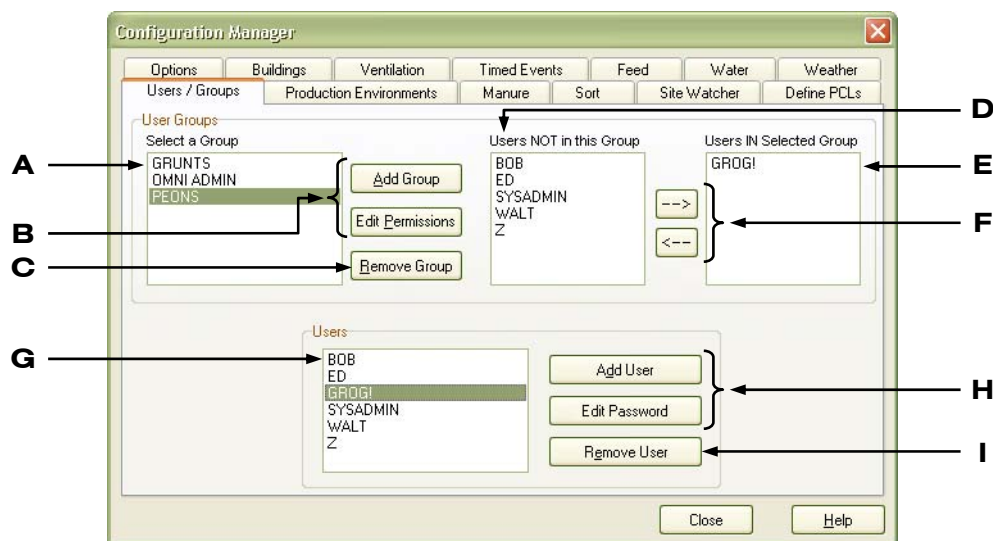 Configuration Manager
Options Buildings Ventilation Timed Events Feed Water Weather
Users / Groups Production Environments Manure Sort Site Watcher Define PCLs
D
User Groups
Select a Group Users NOT in this Group Users IN Selected Group
A GRUNTS BOB GROG! E
OMNI ADMIN Add Group ED
PEONS SYSADMIN
WALT --> F
B Edit Permissions Z
<--
C Remove Group
Users
G BOB
ED Add User
GROG! H
SYSADMIN Edit Password
WALT
Z Remove User I
Close Help